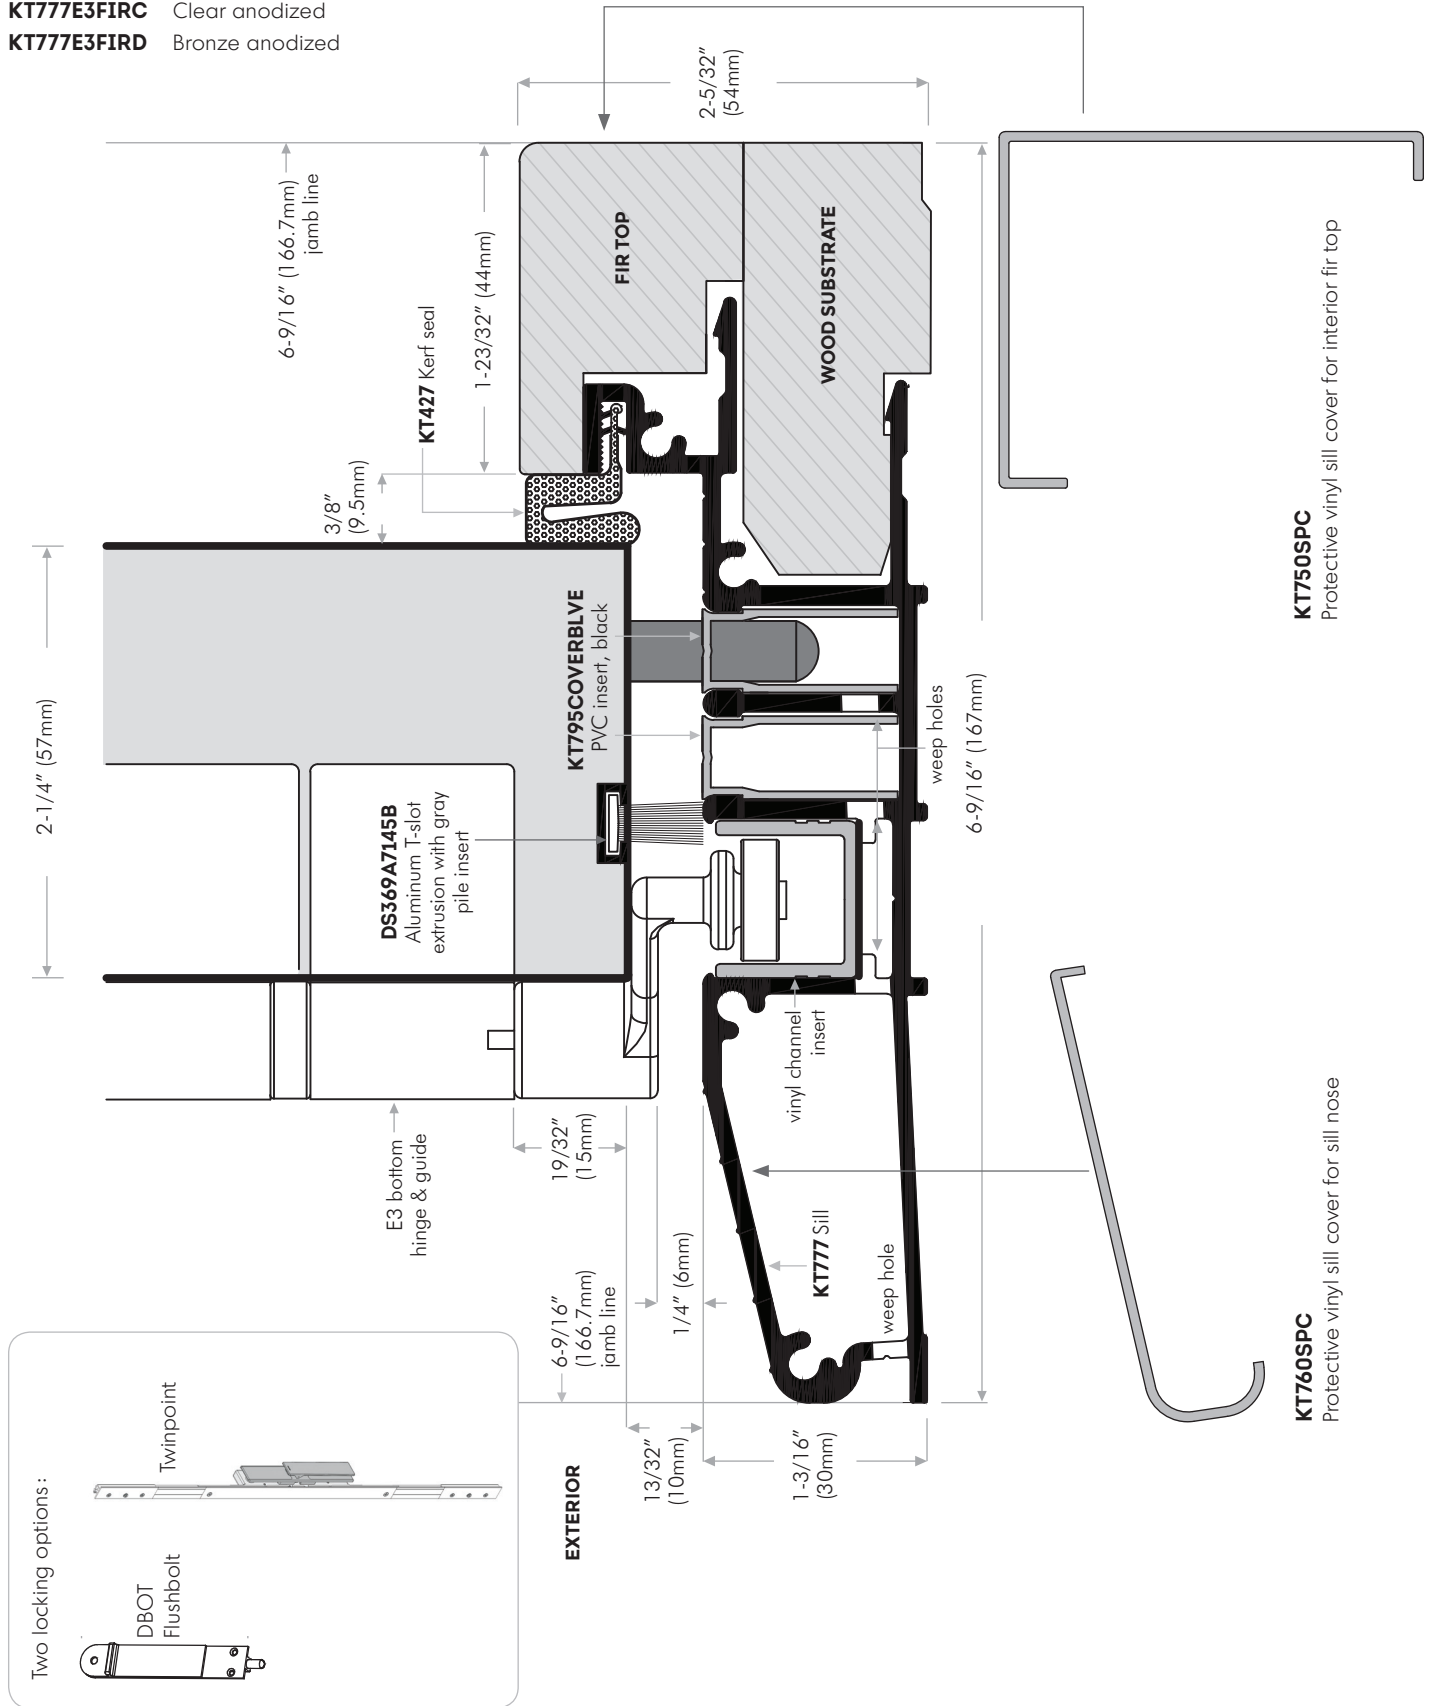 KT777E3FIRC Clear anodized
KT777E3FIRD Bronze anodized
2-5/32” (54mm)
6-9/16” (166.7mm)
jamb line
1-23/32” (44mm)
KT427 Kerf seal
3/8”
(9.5mm)
FIR TOP
WOOD SUBSTRATE
2-1/4” (57mm)
KT795COVERBLVE
PVC insert, black
DS369A7145B
Aluminum T-slot
extrusion with gray
pile insert
weep holes
6-9/16” (167mm)
KT750SPC
Protective vinyl sill cover for interior fir top
vinyl channel
insert
E3 bottom
hinge & guide
19/32”
(15mm)
1/4” (6mm)
KT777 Sill
weep hole
6-9/16”
(166.7mm)
jamb line
EXTERIOR
13/32”
(10mm)
1-3/16”
(30mm)
KT760SPC
Protective vinyl sill cover for sill nose
Two locking options:
DBOT
Flushbolt
Twinpoint